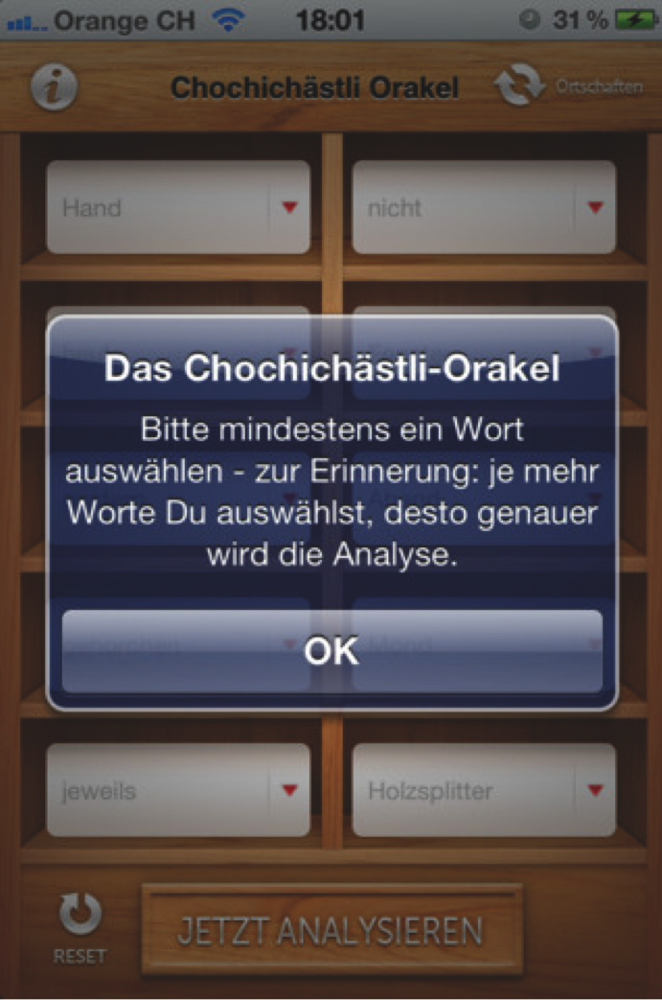 Orange CH 18:01 31 %
Chochichästli Orakel Ortschaften
Hand nicht
Das Chochichästli-Orakel
Bitte mindestens ein Wort
auswählen - zur Erinnerung: je mehr
Worte Du auswählst, desto genauer
wird die Analyse.
OK
Mond
jeweils Holzsplitter
JETZT ANALYSIEREN
RESET